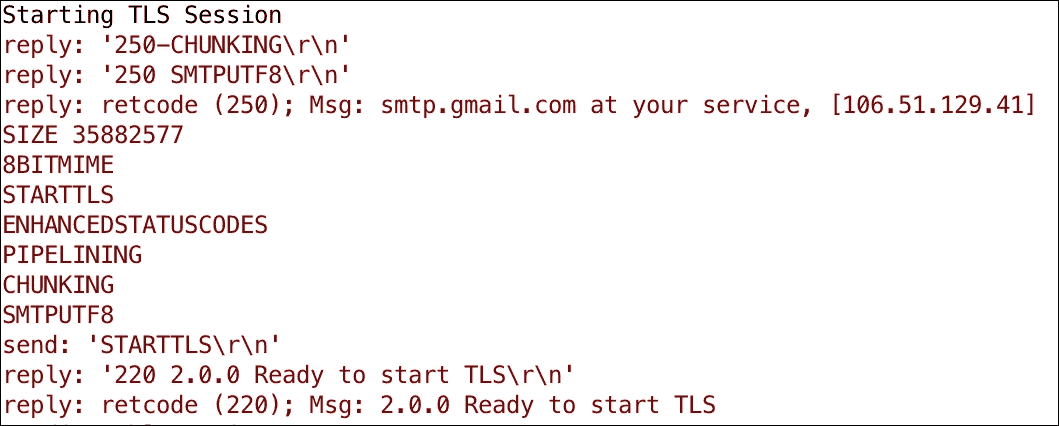 Starting TLS Session
reply: '250-CHUNKING\r\n'
reply: '250 SMTPUTF8\r\n'
reply: retcode (250); Msg: smtp.gmail.com at your service, [106.51.129.41]
SIZE 35882577
8BITMIME
STARTTLS
ENHANCEDSTATUSCODES
PIPELINING
CHUNKING
SMTPUTF8
send: 'STARTTLS\r\n'
reply: '220 2.0.0 Ready to start TLS\r\n'
reply: retcode (220); Msg: 2.0.0 Ready to start TLS